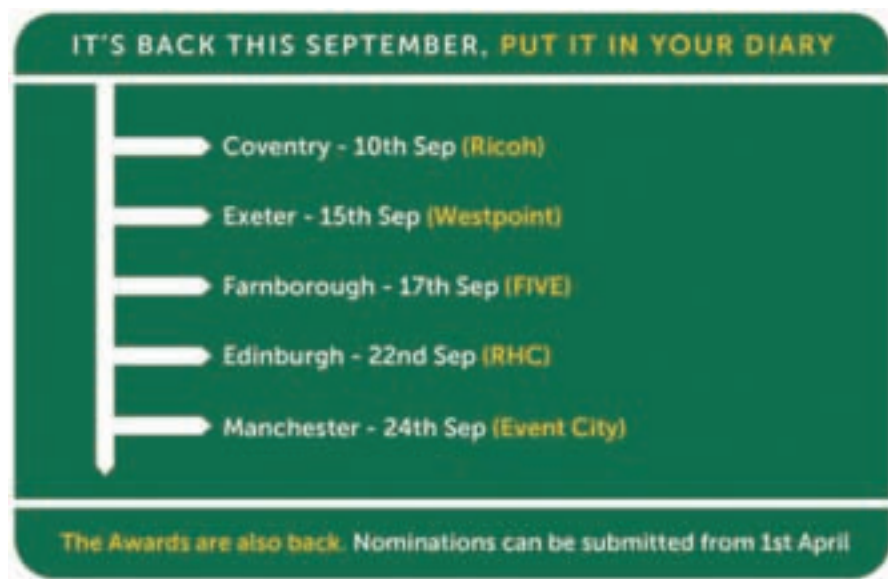 IT'S BACK THIS SEPTEMBER, PUT IT IN YOUR DIARY
Coventry - 10th Sep (Ricoh)
Exeter - 15th Sep (Westpoint)
Farnborough - 17th Sep (FIVE)
Edinburgh - 22nd Sep (RHC)
Manchester - 24th Sep (Event City)
The Awards are also back. Nominations can be submitted from 1st April